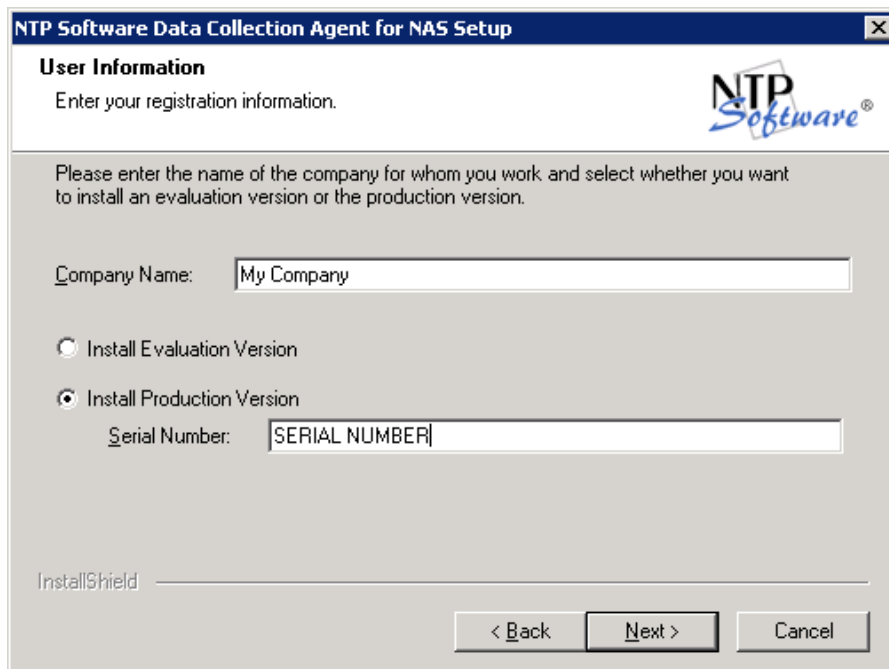 NTP Software Data Collection Agent for NAS Setup
User Information
Enter your registration information.
NTP
Software®
Please enter the name of the company for whom you work and select whether you want
to install an evaluation version or the production version.
Company Name: My Company
Install Evaluation Version
Install Production Version
Serial Number: SERIAL NUMBER
InstallShield
< Back Next > Cancel